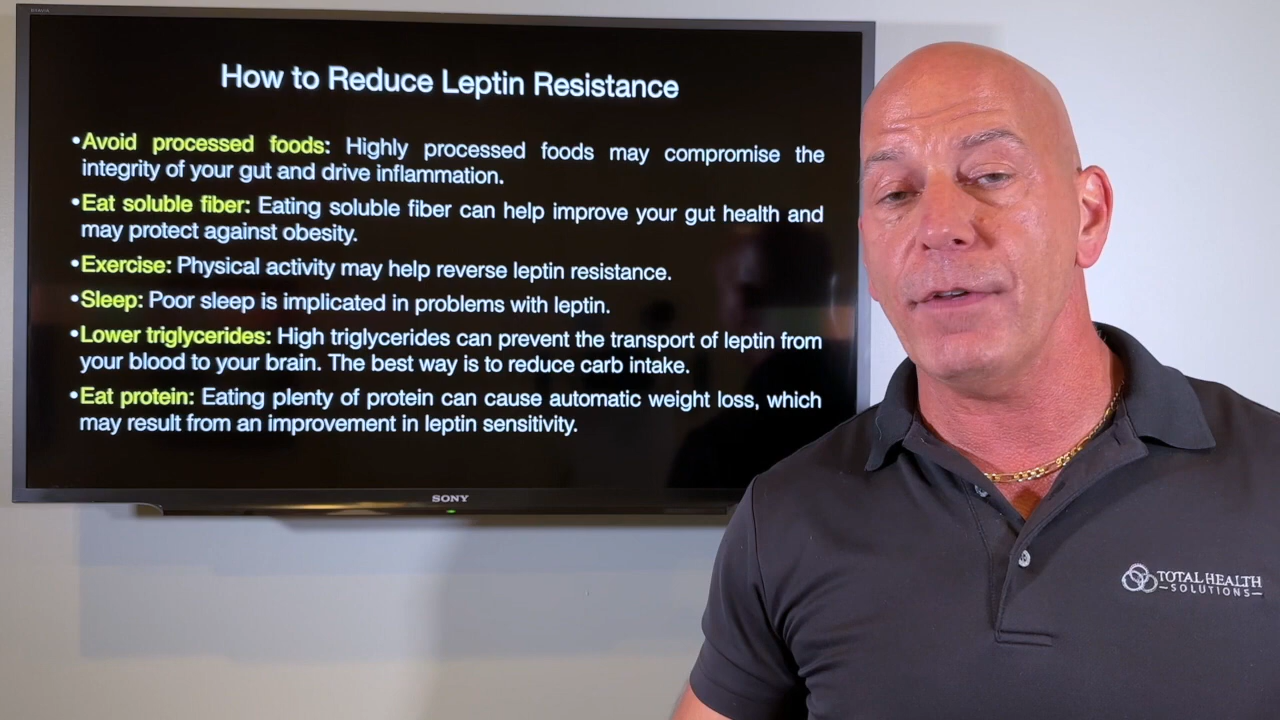 How to Reduce Leptin Resistance
•Avoid processed foods: Highly processed foods may compromise the
integrity of your gut and drive inflammation.
•Eat soluble fiber: Eating soluble fiber can help improve your gut health and
may protect against obesity.
•Exercise: Physical activity may help reverse leptin resistance.
•Sleep: Poor sleep is implicated in problems with leptin.
•Lower triglycerides: High triglycerides can prevent the transport of leptin from
your blood to your brain. The best way is to reduce carb intake.
•Eat protein: Eating plenty of protein can cause automatic weight loss, which
may result from an improvement in leptin sensitivity.
SONY
TOTAL HEALTH
—SOLUTIONS—